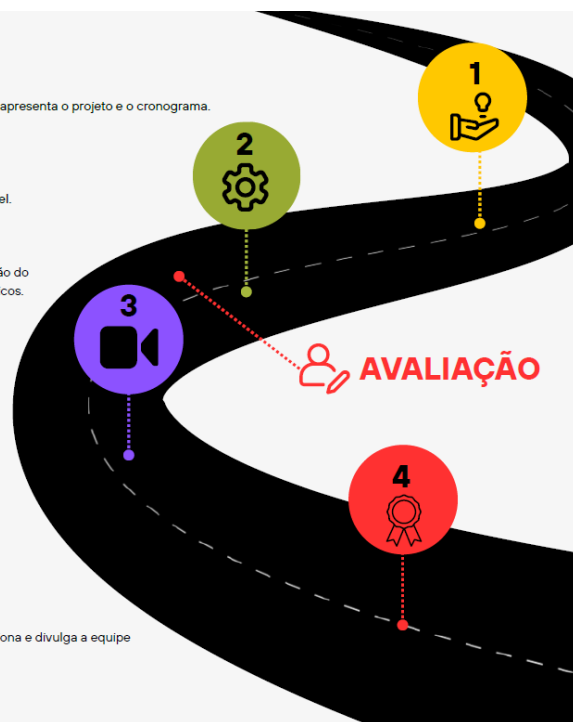 1
apresenta o projeto e o cronograma.
2
el.
ão do
cos.
3
AVALIAÇÃO
4
ona e divulga a equipe